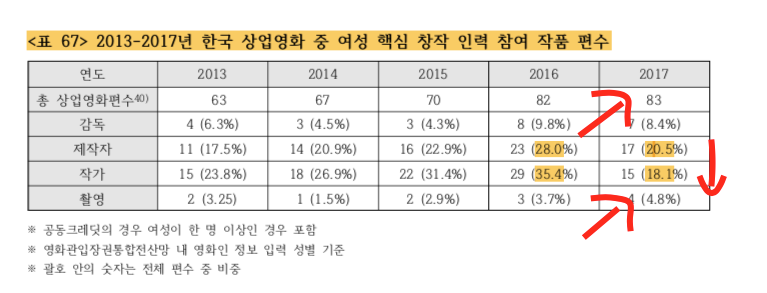 <표 67> 2013-2017년 한국 상업영화 중 여성 핵심 창작 인력 참여 작품 편수
연도 2013 2014 2015 2016 2017
총 상업영화편수40) 63 67 70 82 83
감독 4 (6.3%) 3 (4.5%) 3 (4.3%) 8 (9.8%) 7 (8.4%)
제작자 11 (17.5%) 14 (20.9%) 16 (22.9%) 23 (28.0%) 17 (20.5%)
작가 15 (23.8%) 18 (26.9%) 22 (31.4%) 29 (35.4%) 15 (18.1%)
촬영 2 (3.25) 1 (1.5%) 2 (2.9%) 3 (3.7%) 4 (4.8%)
※ 공동크레딧의 경우 여성이 한 명 이상인 경우 포함
※ 영화관입장권통합전산망 내 영화인 정보 입력 성별 기준
※ 괄호 안의 숫자는 전체 편수 중 비중